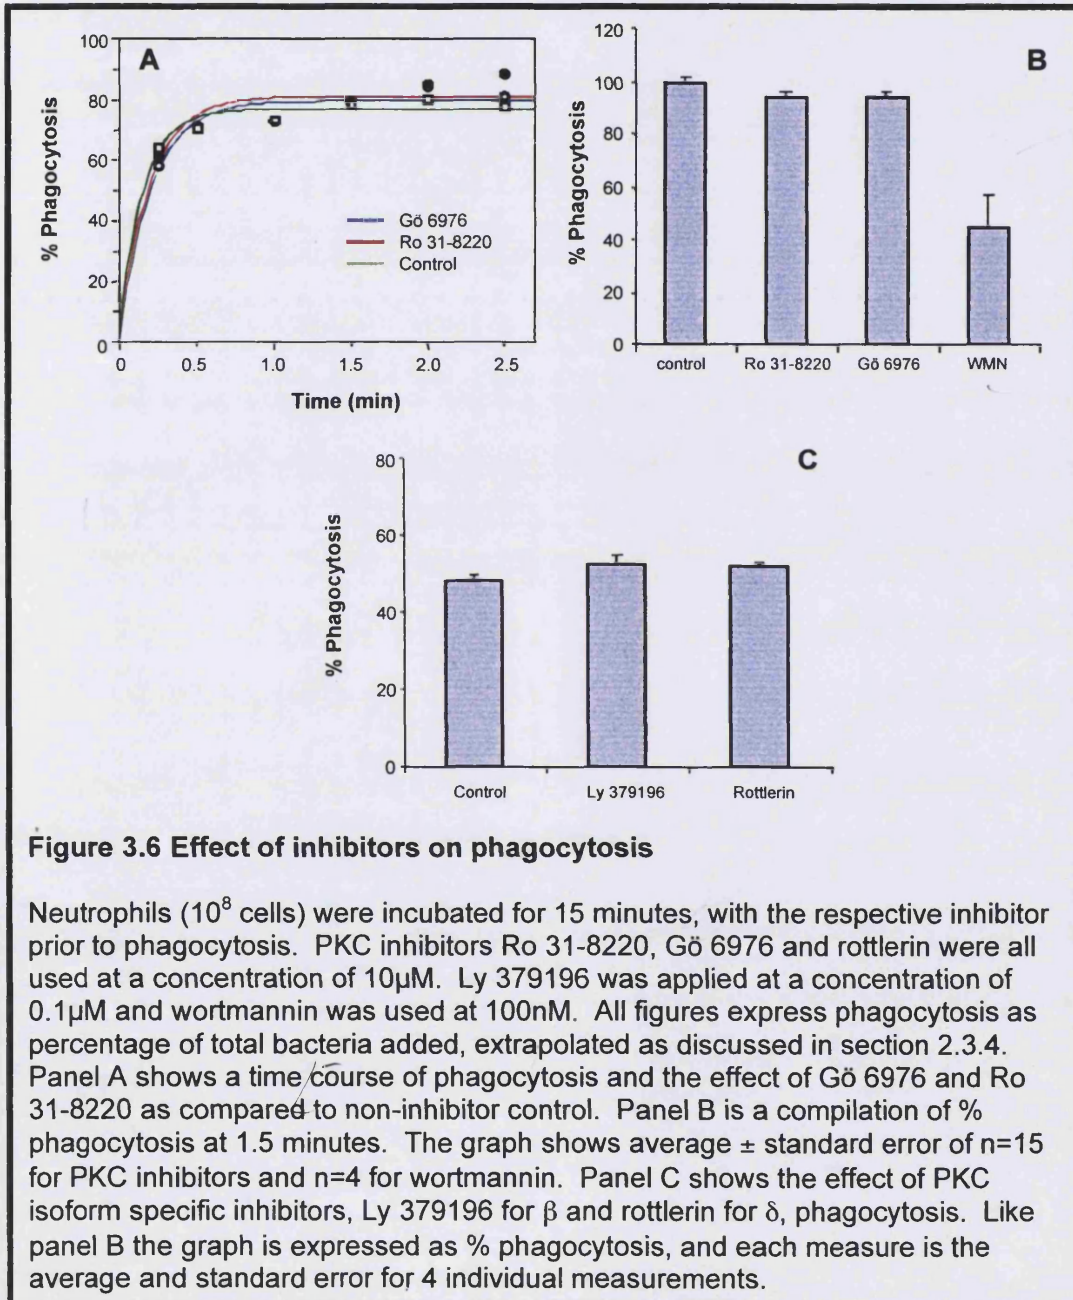 A
% Phagocytosis
100
80
60
40
20
0
0 0.5 1.0 1.5 2.0 2.5
Time (min)
Gö 6976
Ro 31-8220
Control
B
% Phagocytosis
120
100
80
60
40
20
0
control Ro 31-8220 Gö 6976 WMN
C
% Phagocytosis
80
60
40
20
0
Control Ly 379196 Rottlerin
Figure 3.6 Effect of inhibitors on phagocytosis
Neutrophils (10⁸ cells) were incubated for 15 minutes, with the respective inhibitor
prior to phagocytosis. PKC inhibitors Ro 31-8220, Gö 6976 and rottlerin were all
used at a concentration of 10µM. Ly 379196 was applied at a concentration of
0.1µM and wortmannin was used at 100nM. All figures express phagocytosis as
percentage of total bacteria added, extrapolated as discussed in section 2.3.4.
Panel A shows a time course of phagocytosis and the effect of Gö 6976 and Ro
31-8220 as compared to non-inhibitor control. Panel B is a compilation of %
phagocytosis at 1.5 minutes. The graph shows average ± standard error of n=15
for PKC inhibitors and n=4 for wortmannin. Panel C shows the effect of PKC
isoform specific inhibitors, Ly 379196 for β and rottlerin for δ, phagocytosis. Like
panel B the graph is expressed as % phagocytosis, and each measure is the
average and standard error for 4 individual measurements.